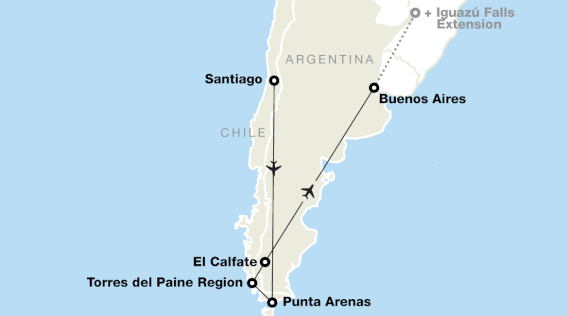 + Iguazú Falls
Extension
ARGENTINA
Santiago
Buenos Aires
CHILE
El Calfate
Torres del Paine Region
Punta Arenas